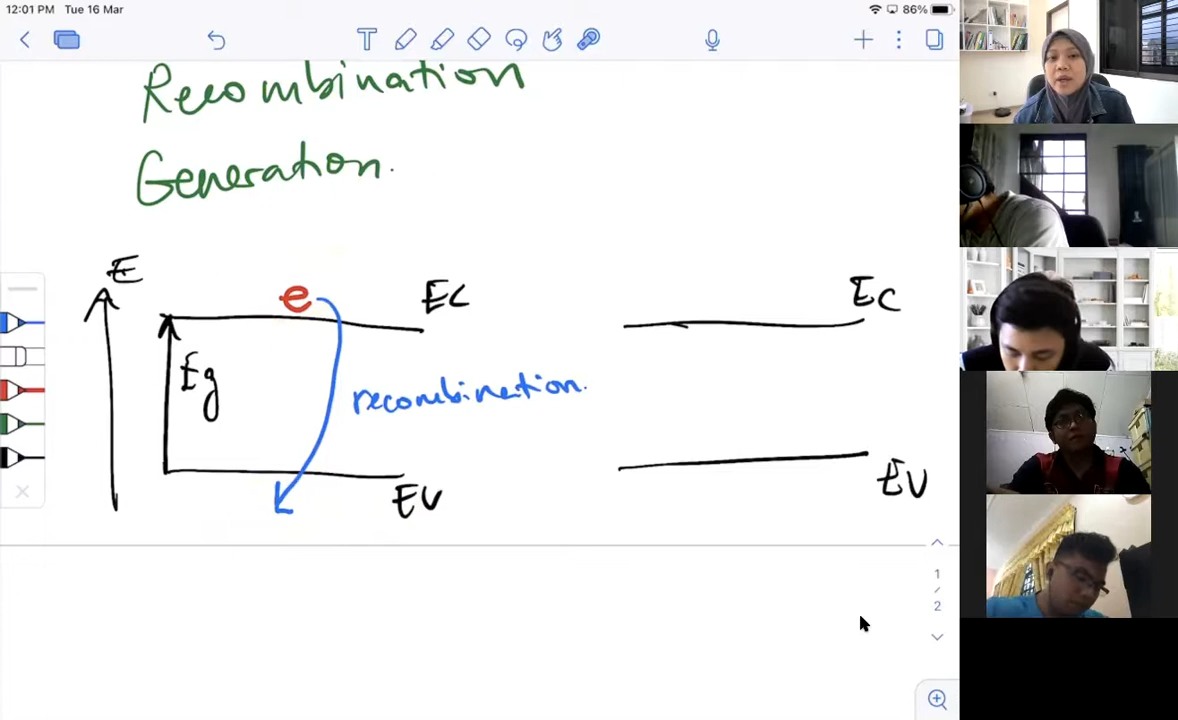 12:01 PM Tue 16 Mar
86%
Recombination
Generation.
E
e
EC
EC
Eg
recombination.
EV
EV
1
/
2